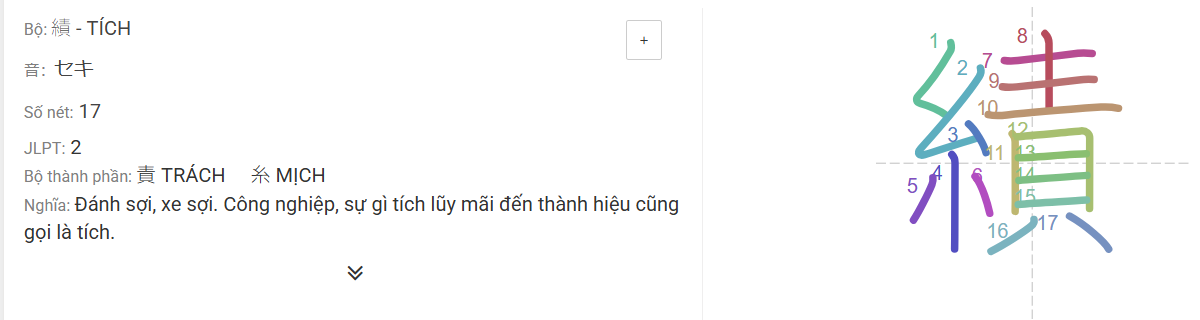 Bộ: 績 - TÍCH
+
音: セキ
Số nét: 17
JLPT: 2
Bộ thành phần: 責 TRÁCH 糸 MỊCH
Nghĩa: Đánh sợi, xe sợi. Công nghiệp, sự gì tích lũy mãi đến thành hiệu cũng
gọi là tích.
績
1
2
3
4
5
6
7
8
9
10
11
12
13
14
15
16
17